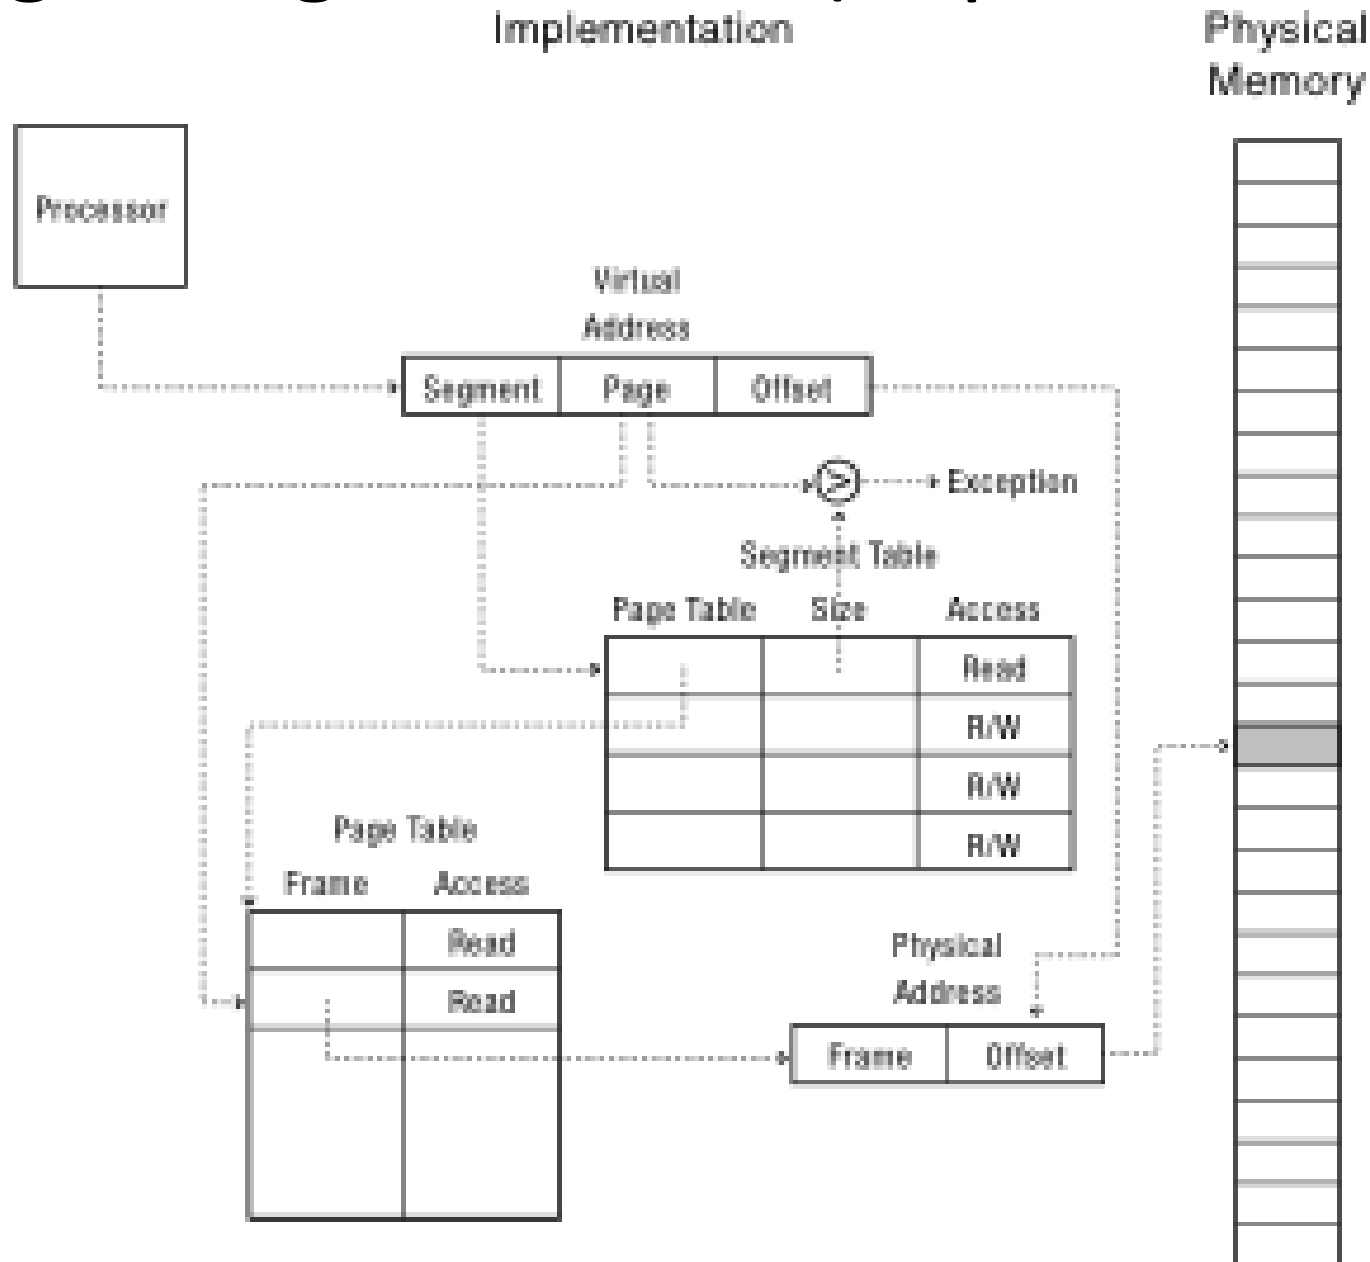 Implementation
Physical
Memory
Processor
Virtual
Address
Segment Page Offset
> Exception
Segment Table
Page Table Size Access
Read
R/W
R/W
R/W
Page Table
Frame Access
Read
Read
Physical
Address
Frame Offset